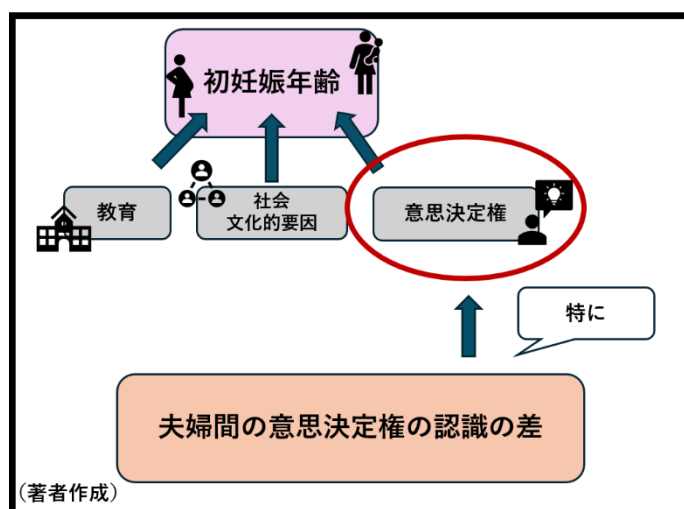 初妊娠年齢
教育
社会
文化的要因
意思決定権
特に
夫婦間の意思決定権の認識の差
（著者作成）